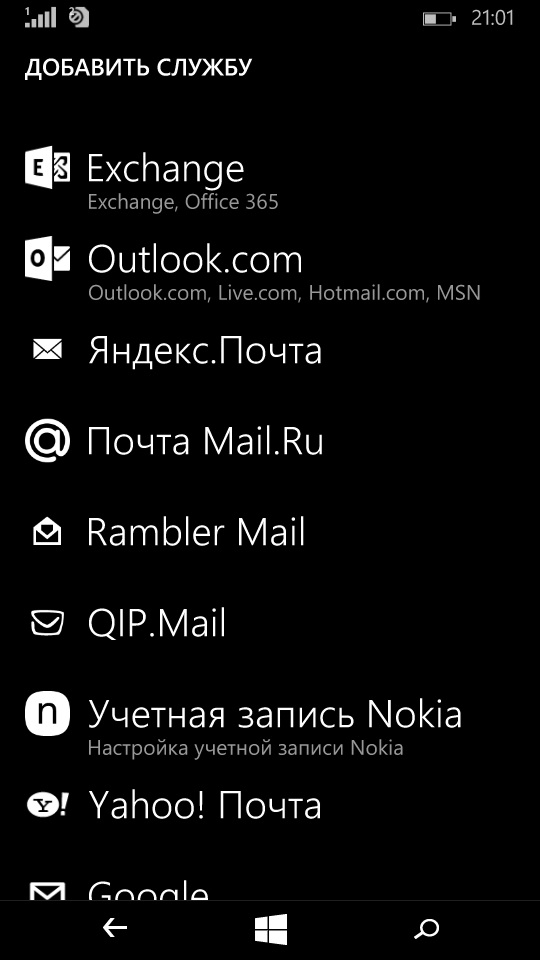 1
21:01
ДОБАВИТЬ СЛУЖБУ
Exchange
Exchange, Office 365
Outlook.com
Outlook.com, Live.com, Hotmail.com, MSN
Яндекс.Почта
Почта Mail.Ru
Rambler Mail
QIP.Mail
Учетная запись Nokia
Настройка учетной записи Nokia
Yahoo! Почта
Google